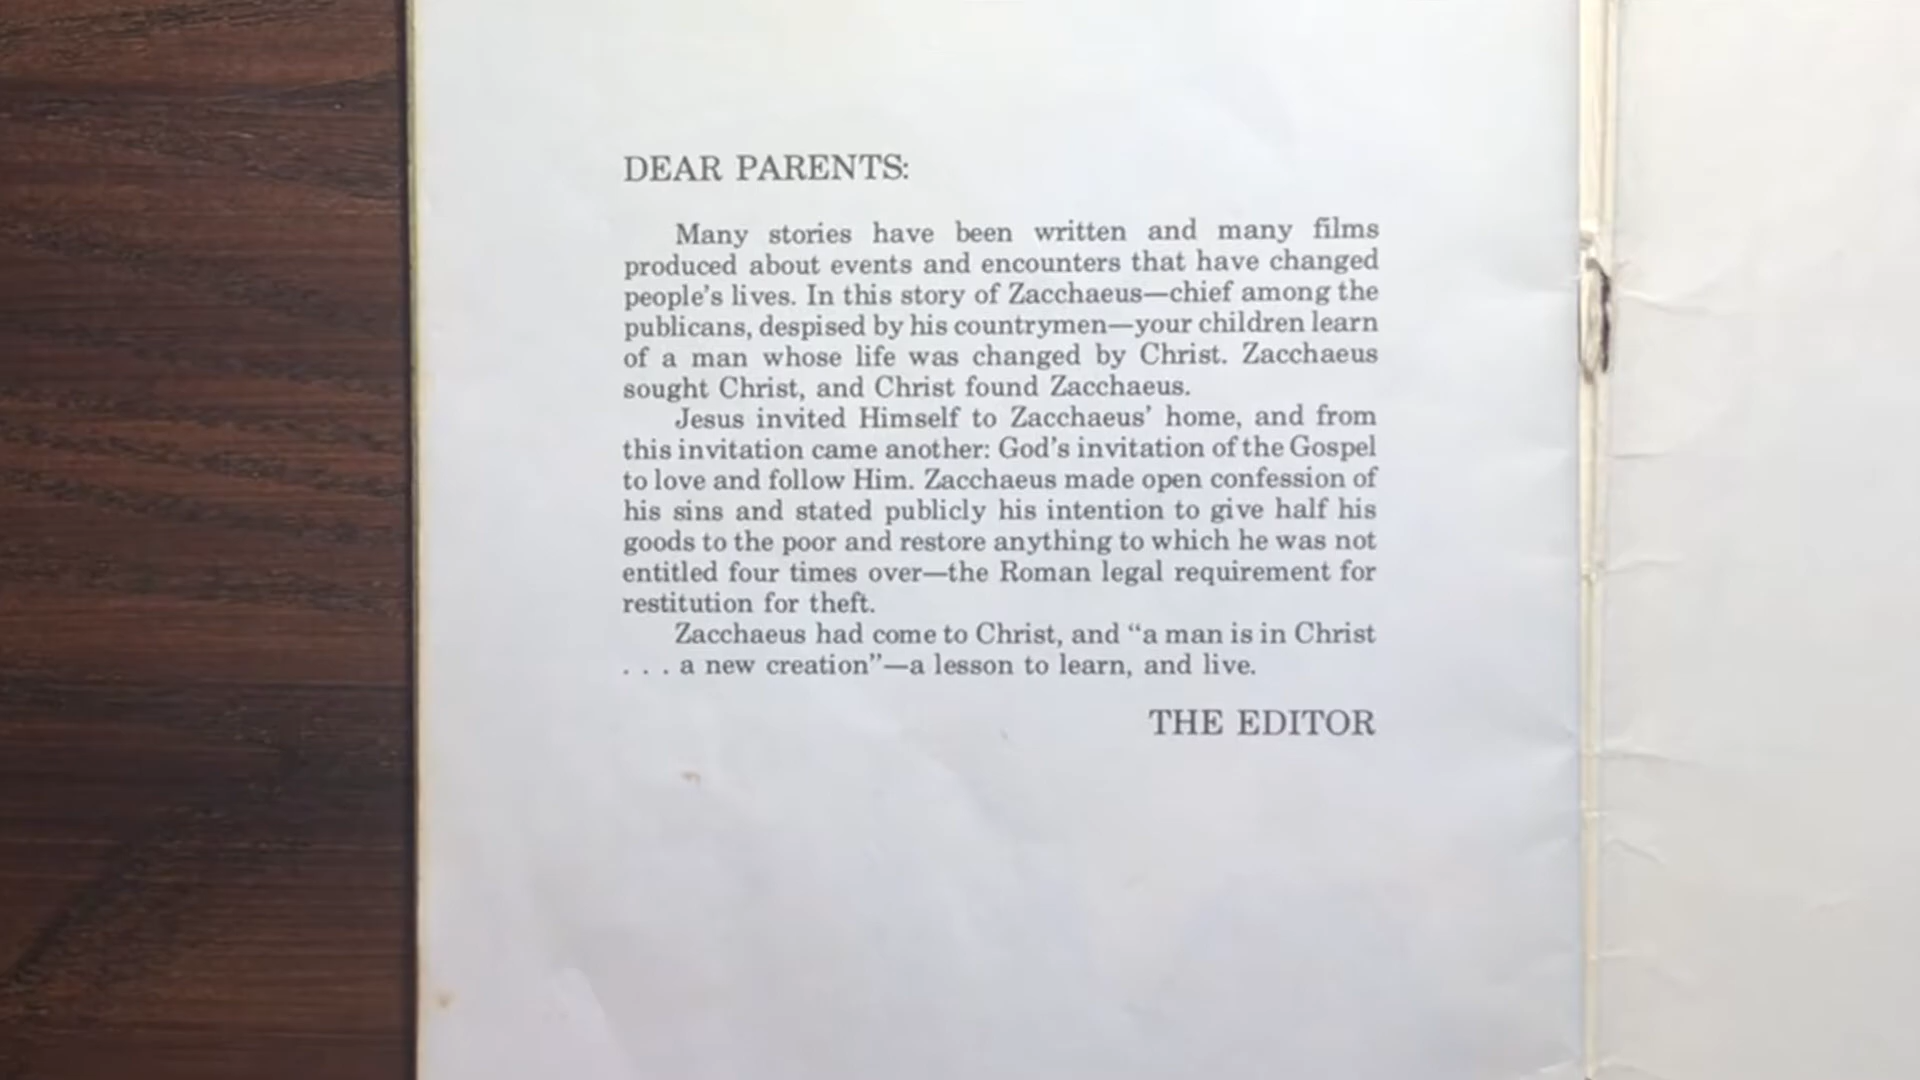 DEAR PARENTS:
Many stories have been written and many films
produced about events and encounters that have changed
people's lives. In this story of Zacchaeus—chief among the
publicans, despised by his countrymen—your children learn
of a man whose life was changed by Christ. Zacchaeus
sought Christ, and Christ found Zacchaeus.
Jesus invited Himself to Zacchaeus' home, and from
this invitation came another: God's invitation of the Gospel
to love and follow Him. Zacchaeus made open confession of
his sins and stated publicly his intention to give half his
goods to the poor and restore anything to which he was not
entitled four times over—the Roman legal requirement for
restitution for theft.
Zacchaeus had come to Christ, and “a man is in Christ
. . . a new creation”—a lesson to learn, and live.
THE EDITOR